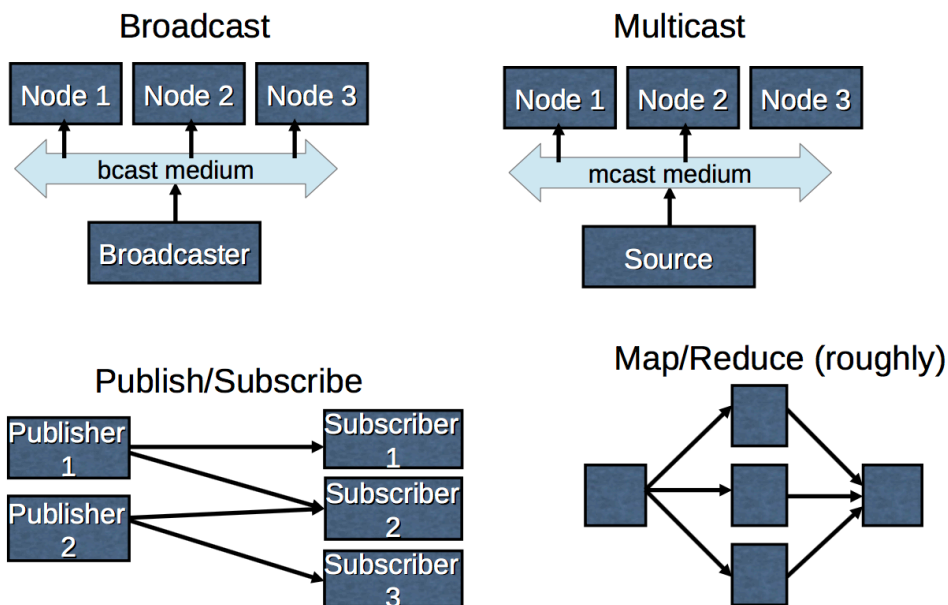 Broadcast
Node 1
Node 2
Node 3
bcast medium
Broadcaster
Multicast
Node 1
Node 2
Node 3
mcast medium
Source
Publish/Subscribe
Publisher
1
Publisher
2
Subscriber
1
Subscriber
2
Subscriber
3
Map/Reduce (roughly)